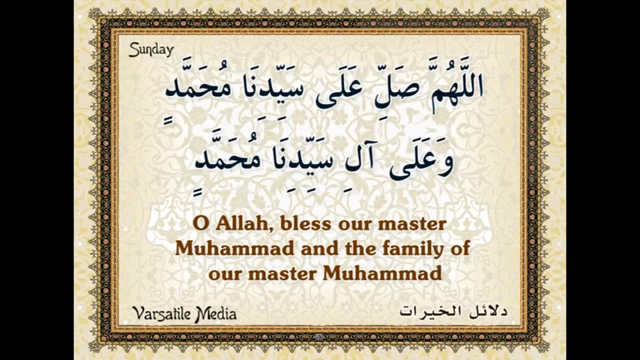 Sunday
اللَّهُمَّ صَلِّ عَلَى سَيِّدِنَا مُحَمَّدٍ
وَعَلَى آلِ سَيِّدِنَا مُحَمَّدٍ
O Allah, bless our master
Muhammad and the family of
our master Muhammad
Varsatile Media
دلائل الخيرات